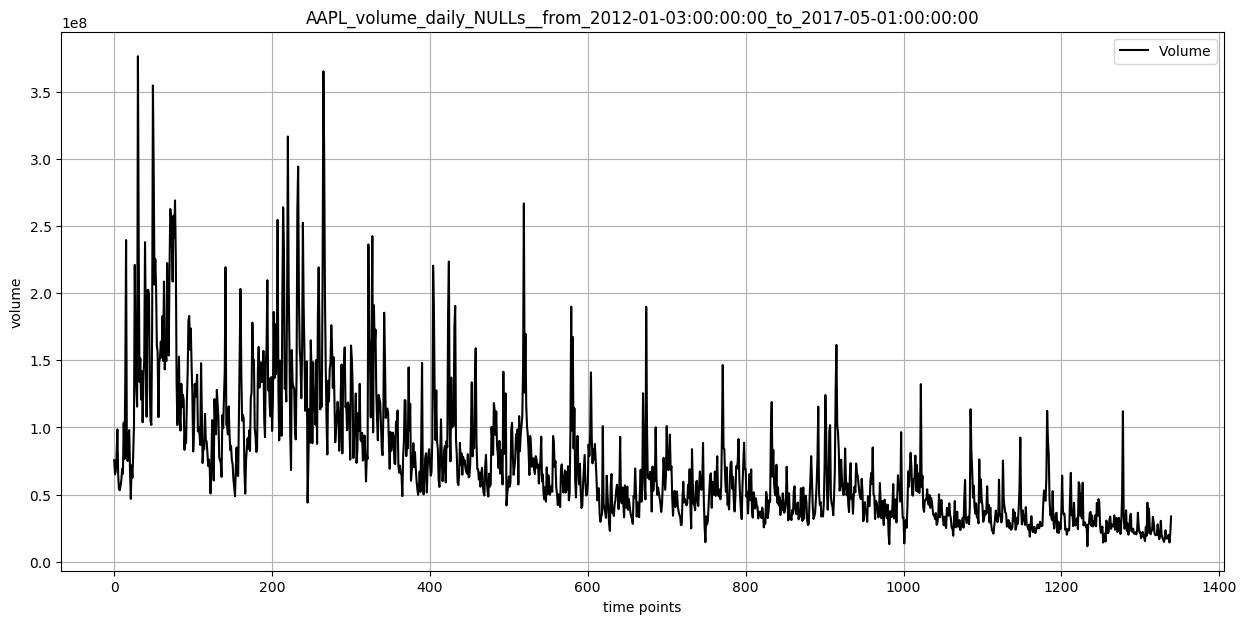 AAPL_volume_daily_NULLs__from_2012-01-03:00:00:00_to_2017-05-01:00:00:00
1e8
Volume
3.5
3.0
2.5
2.0
1.5
1.0
0.5
0.0
volume
0 200 400 600 800 1000 1200 1400
time points